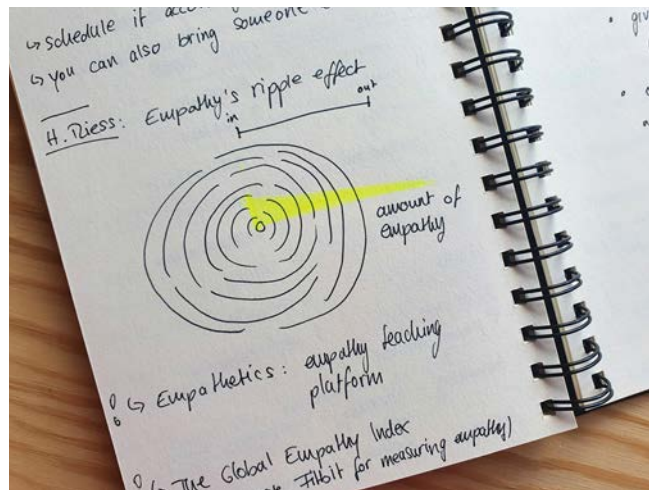 ↳ schedule it
↳ you can also bring someone
H. Riess: Empathy's ripple effect
in out
amount of
empathy
↳ Empathetics: empathy teaching
platform
↳ The Global Empathy Index
Fitbit for measuring empathy)